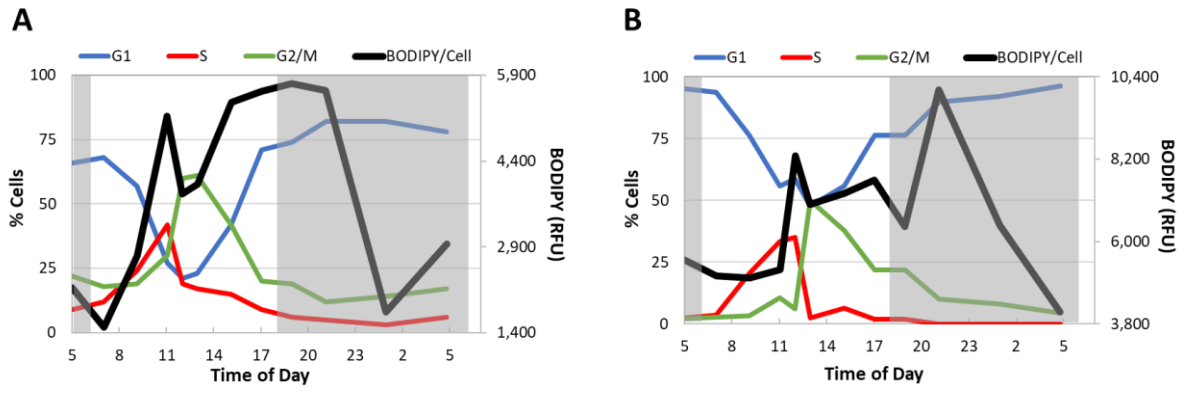 A
G1 S G2/M BODIPY/Cell
100
75
50
25
0
% Cells
5,900
4,400
2,900
1,400
BODIPY (RFU)
5 8 11 14 17 20 23 2 5
Time of Day
B
G1 S G2/M BODIPY/Cell
100
75
50
25
0
% Cells
10,400
8,200
6,000
3,800
BODIPY (RFU)
5 8 11 14 17 20 23 2 5
Time of Day